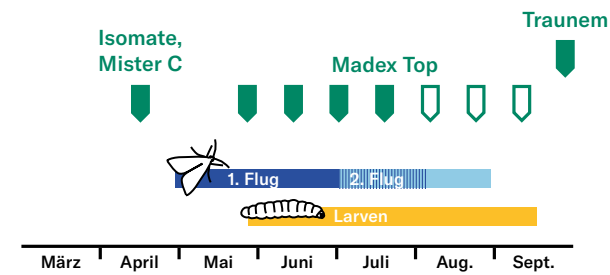 Traunem
Isomate,
Mister C
Madex Top
1. Flug
2. Flug
Larven
März April Mai Juni Juli Aug. Sept.